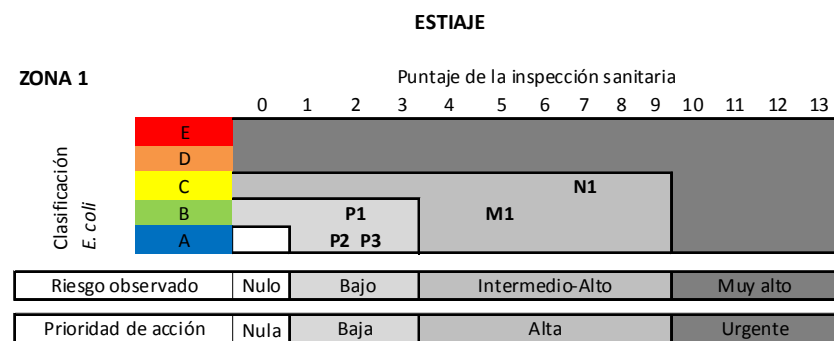 ESTIAJE
ZONA 1
Puntaje de la inspección sanitaria
0 1 2 3 4 5 6 7 8 9 10 11 12 13
Clasificación
E. coli
E
D
C N1
B P1 M1
A P2 P3
Riesgo observado Nulo Bajo Intermedio-Alto Muy alto
Prioridad de acción Nula Baja Alta Urgente